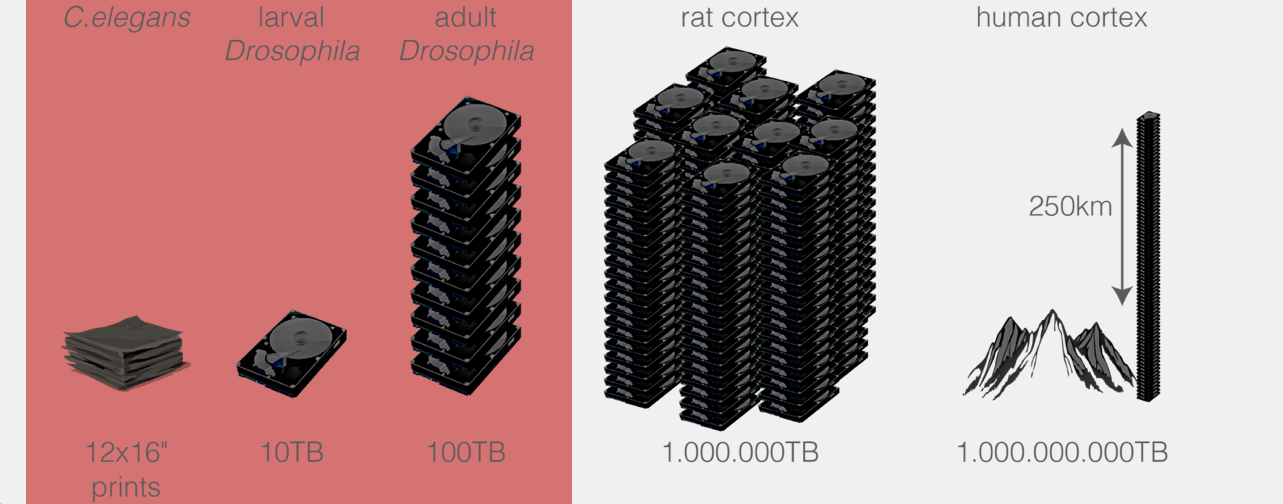 C.elegans
larval
Drosophila
adult
Drosophila
rat cortex
human cortex
250km
12x16"
prints
10TB
100TB
1.000.000TB
1.000.000.000TB